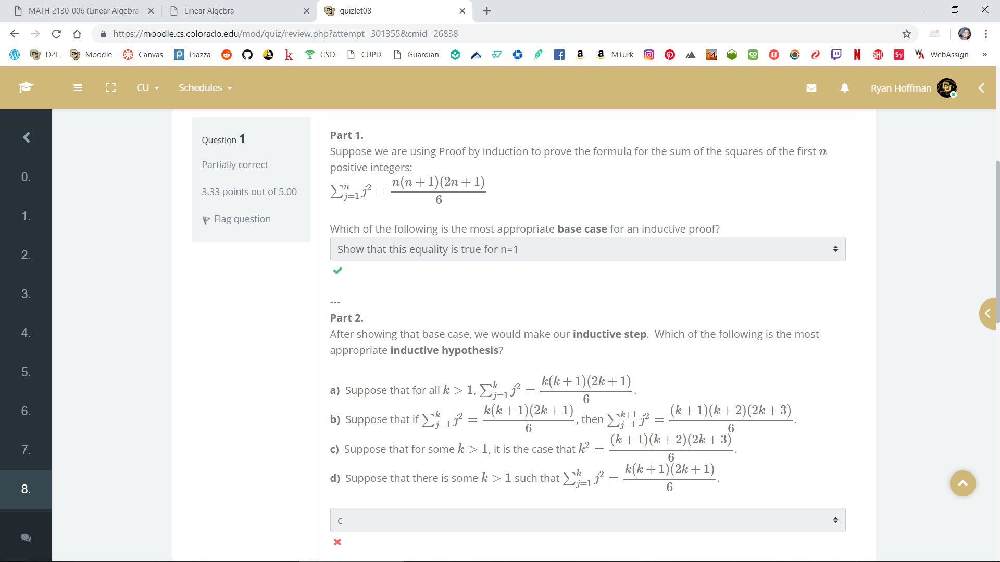 MATH 2130-006 (Linear Algebra
Linear Algebra
quizlet08
https://moodle.cs.colorado.edu/mod/quiz/review.php?attempt=301355&cmid=26838
D2L Moodle Canvas Piazza CSO CUPD Guardian MTurk WebAssign »
CU Schedules Ryan Hoffman
0.
1.
2.
3.
4.
5.
6.
7.
8.
Question 1
Partially correct
3.33 points out of 5.00
Flag question
Part 1.
Suppose we are using Proof by Induction to prove the formula for the sum of the squares of the first n
positive integers:
∑_{j=1}^{n} j² = n(n + 1)(2n + 1) / 6
Which of the following is the most appropriate base case for an inductive proof?
Show that this equality is true for n=1
---
Part 2.
After showing that base case, we would make our inductive step. Which of the following is the most
appropriate inductive hypothesis?
a) Suppose that for all k > 1, ∑_{j=1}^{k} j² = k(k + 1)(2k + 1) / 6.
b) Suppose that if ∑_{j=1}^{k} j² = k(k + 1)(2k + 1) / 6, then ∑_{j=1}^{k+1} j² = (k + 1)(k + 2)(2k + 3) / 6.
c) Suppose that for some k > 1, it is the case that k² = (k + 1)(k + 2)(2k + 3) / 6.
d) Suppose that there is some k > 1 such that ∑_{j=1}^{k} j² = k(k + 1)(2k + 1) / 6.
c